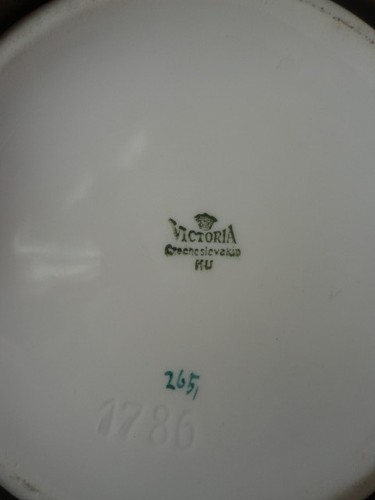 VICTORIA
Czechoslovakia
KU
265,
1786